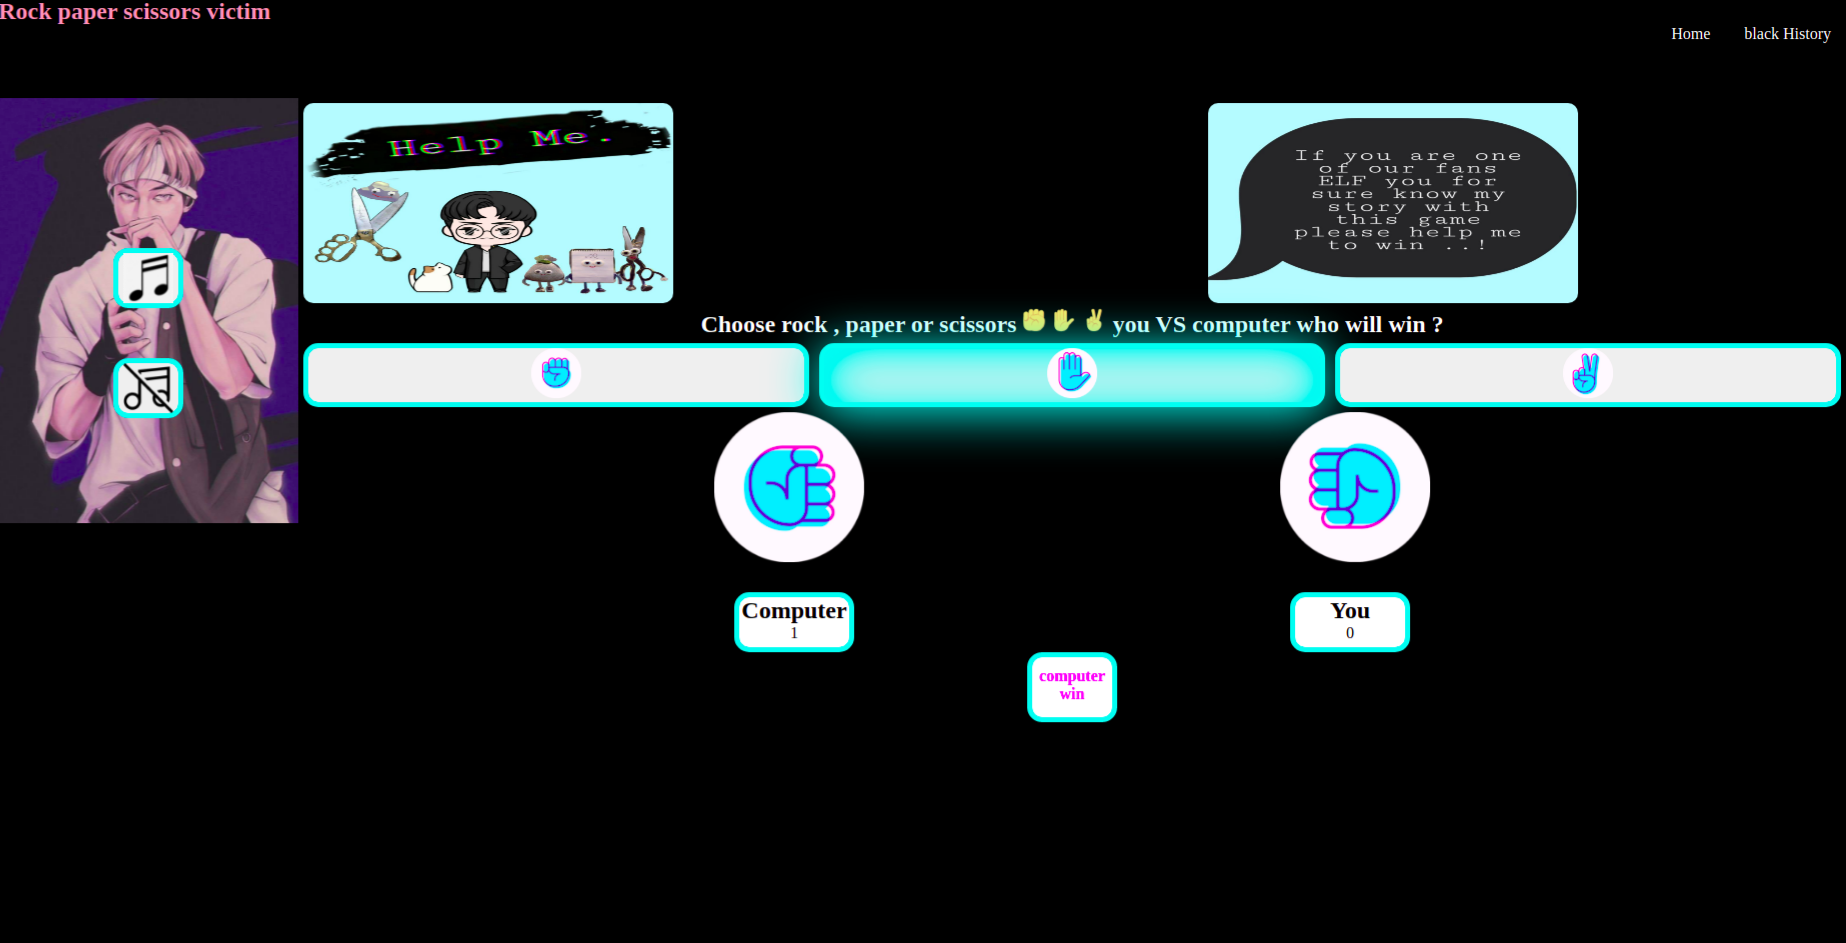 Rock paper scissors victim
Home
black History
Help Me.
If you are one
of our fans
ELF you for
sure know my
story with
this game
please help me
to win ..!
Choose rock , paper or scissors ✊✋ ✌ you VS computer who will win ?
Computer
1
You
0
computer
win